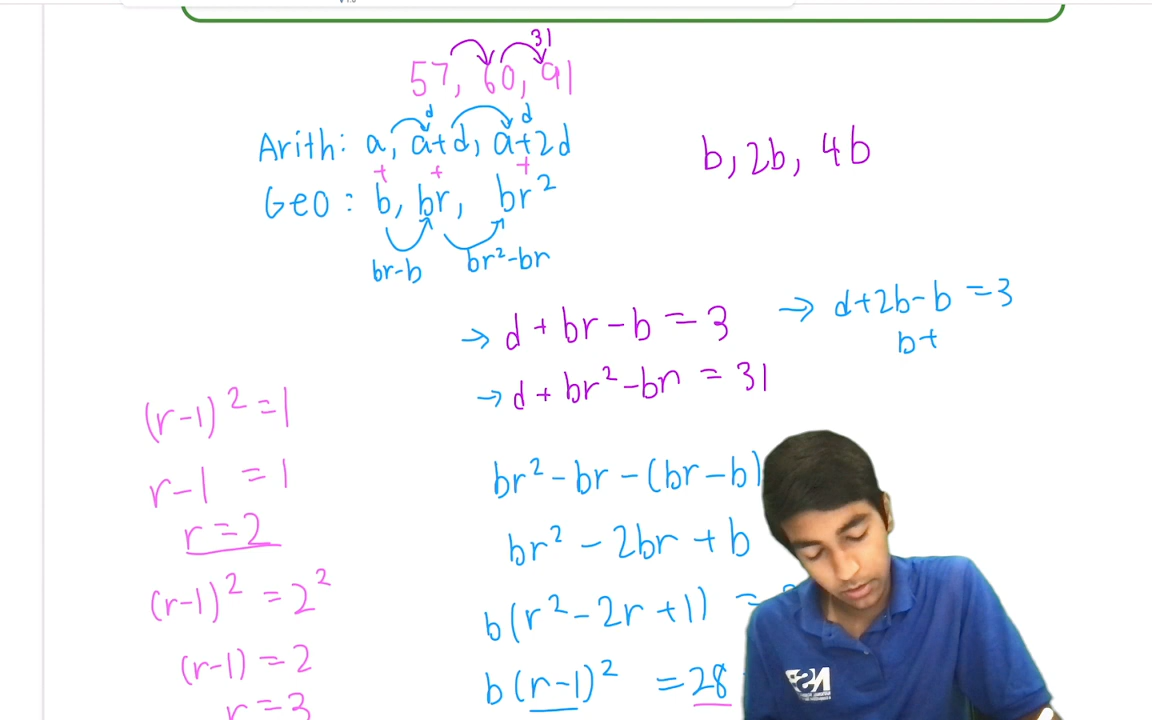 31
57, 60, 91
d d
Arith: a, a+d, a+2d
+ + +
Geo: b, br, br²
br-b br²-br
b, 2b, 4b
→ d + br - b = 3
→ d+2b-b =3
b+
→ d + br² -br = 31
(r-1)² =1
r-1 = 1
r=2
(r-1)² = 2²
(r-1) = 2
r=3
br² - br - (br-b)
br² - 2br + b
b(r² - 2r +1) =
b(r-1)² =28